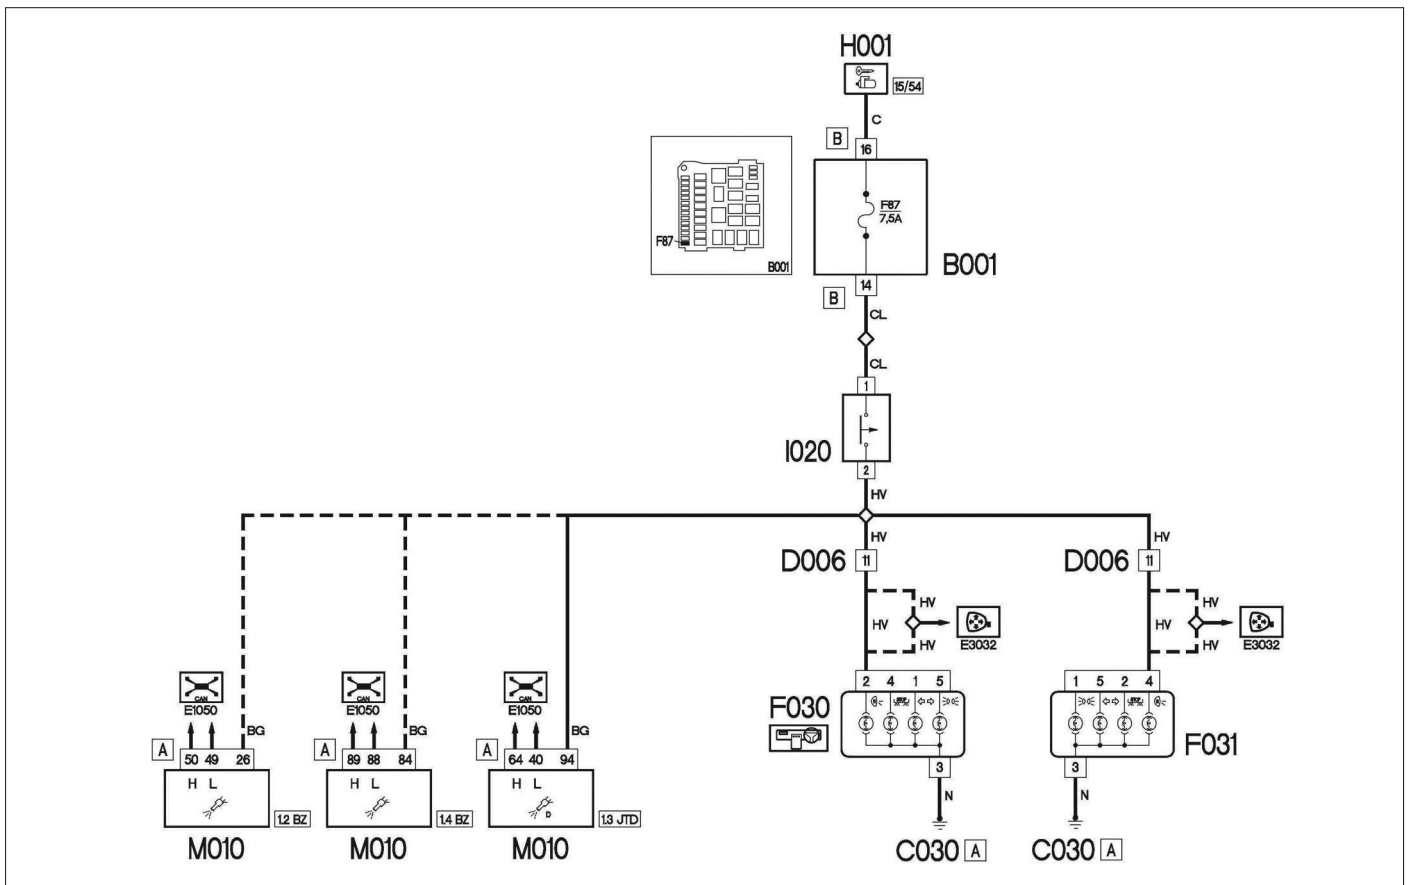 H001
15/54
C
B
16
F87
7,5A
F87
B001
B001
B
14
CL
CL
1
I020
2
HV
HV
HV
D006
11
D006
11
HV
HV
HV
HV
HV
HV
E3032
E3032
CAN
E1050
CAN
E1050
CAN
E1050
2
4
1
5
1
5
2
4
F030
F031
BG
BG
BG
A
50
49
26
A
89
88
84
A
64
40
94
3
3
H L
H L
H L
D
N
N
1.2 BZ
1.4 BZ
1.3 JTD
M010
M010
M010
C030
A
C030
A